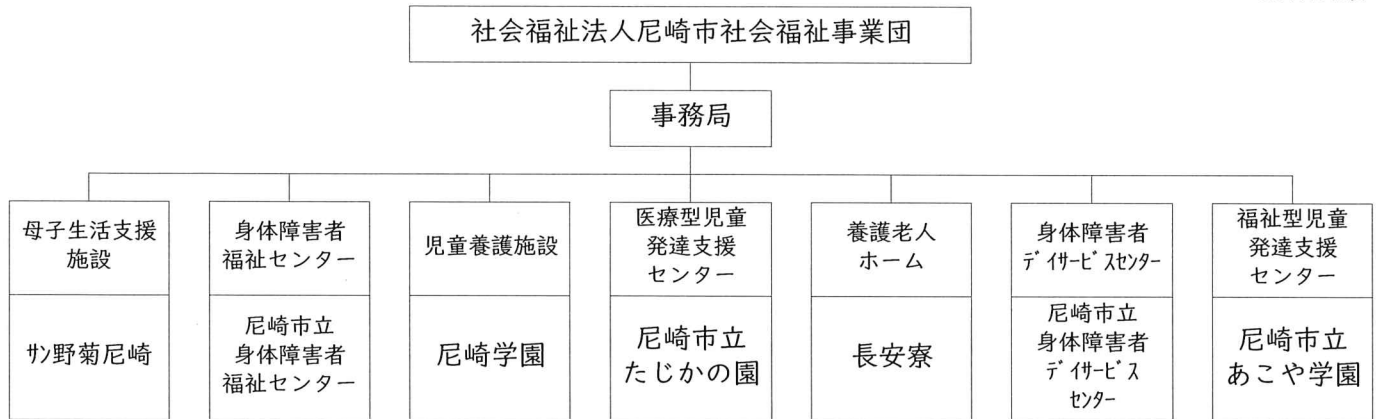 社会福祉法人尼崎市社会福祉事業団
事務局
母子生活支援
施設
サン野菊尼崎
身体障害者
福祉センター
尼崎市立
身体障害者
福祉センター
児童養護施設
尼崎学園
医療型児童
発達支援
センター
尼崎市立
たじかの園
養護老人
ホーム
長安寮
身体障害者
デイサービスセンター
尼崎市立
身体障害者
デイサービス
センター
福祉型児童
発達支援
センター
尼崎市立
あこや学園